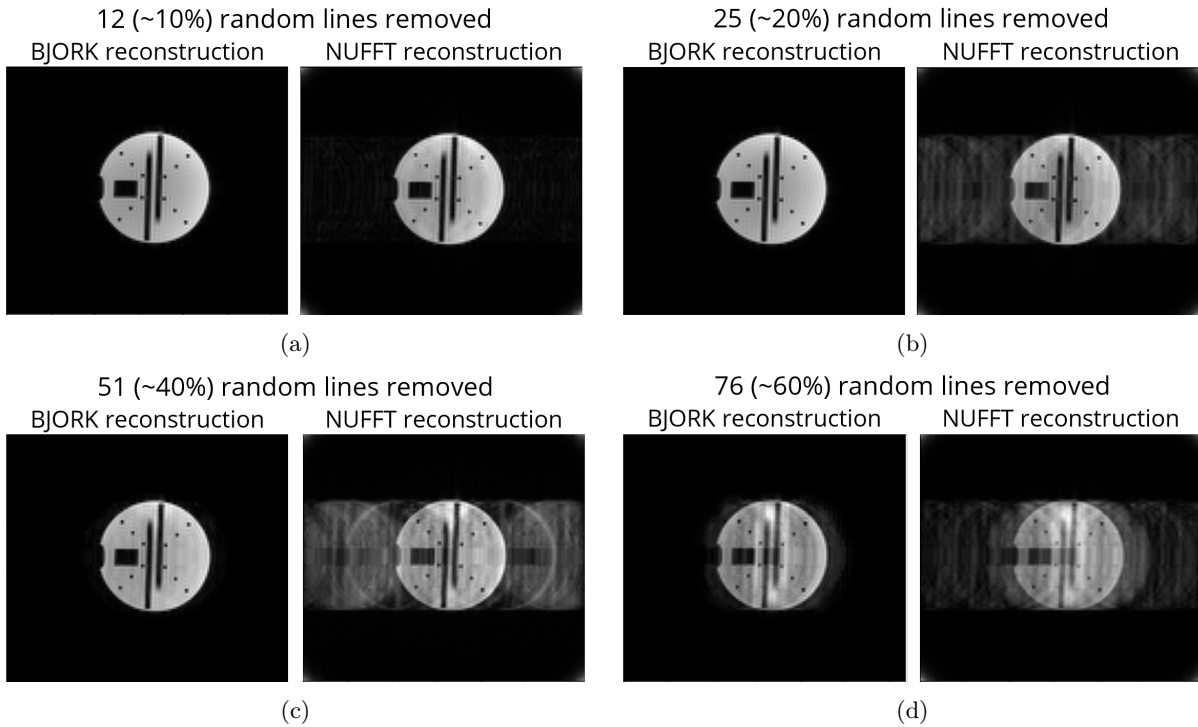 12 (~10%) random lines removed
BJORK reconstruction NUFFT reconstruction
(a)
25 (~20%) random lines removed
BJORK reconstruction NUFFT reconstruction
(b)
51 (~40%) random lines removed
BJORK reconstruction NUFFT reconstruction
(c)
76 (~60%) random lines removed
BJORK reconstruction NUFFT reconstruction
(d)